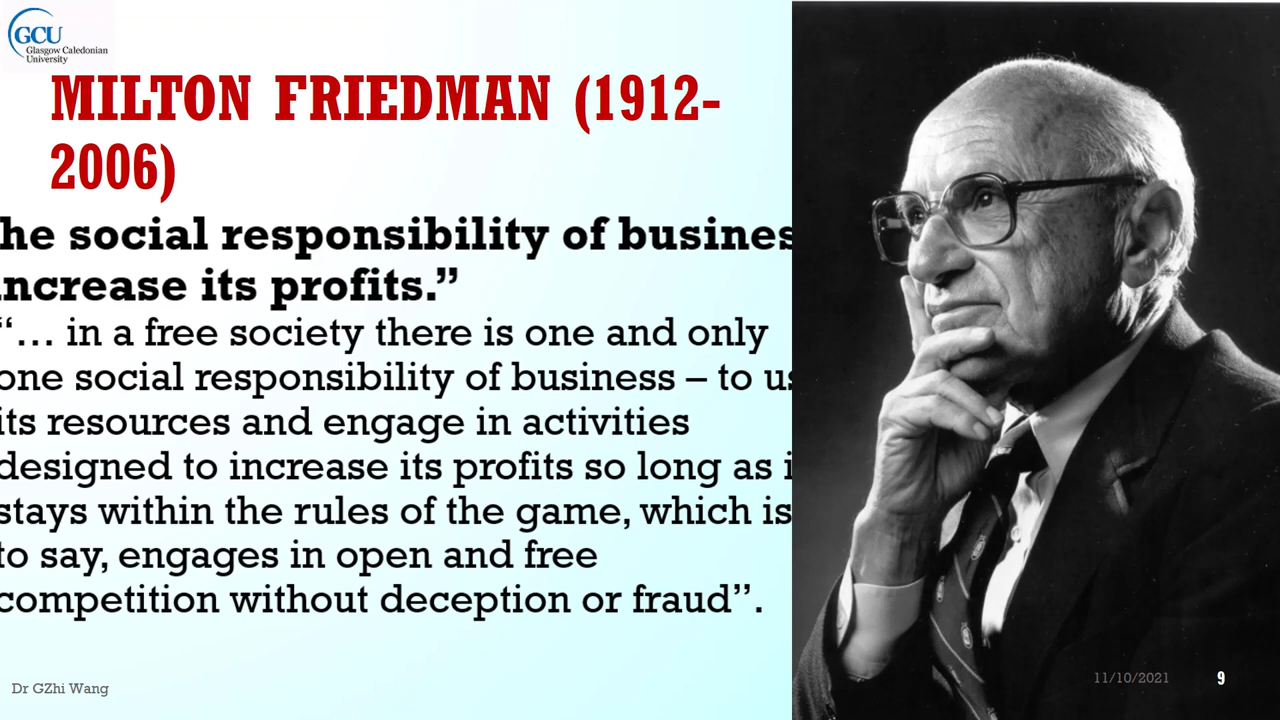 GCU
Glasgow Caledonian
University
MILTON FRIEDMAN (1912-
2006)
he social responsibility of busines
ncrease its profits.”
“… in a free society there is one and only
one social responsibility of business – to us
its resources and engage in activities
designed to increase its profits so long as i
stays within the rules of the game, which is
to say, engages in open and free
competition without deception or fraud”.
Dr GZhi Wang
11/10/2021
9